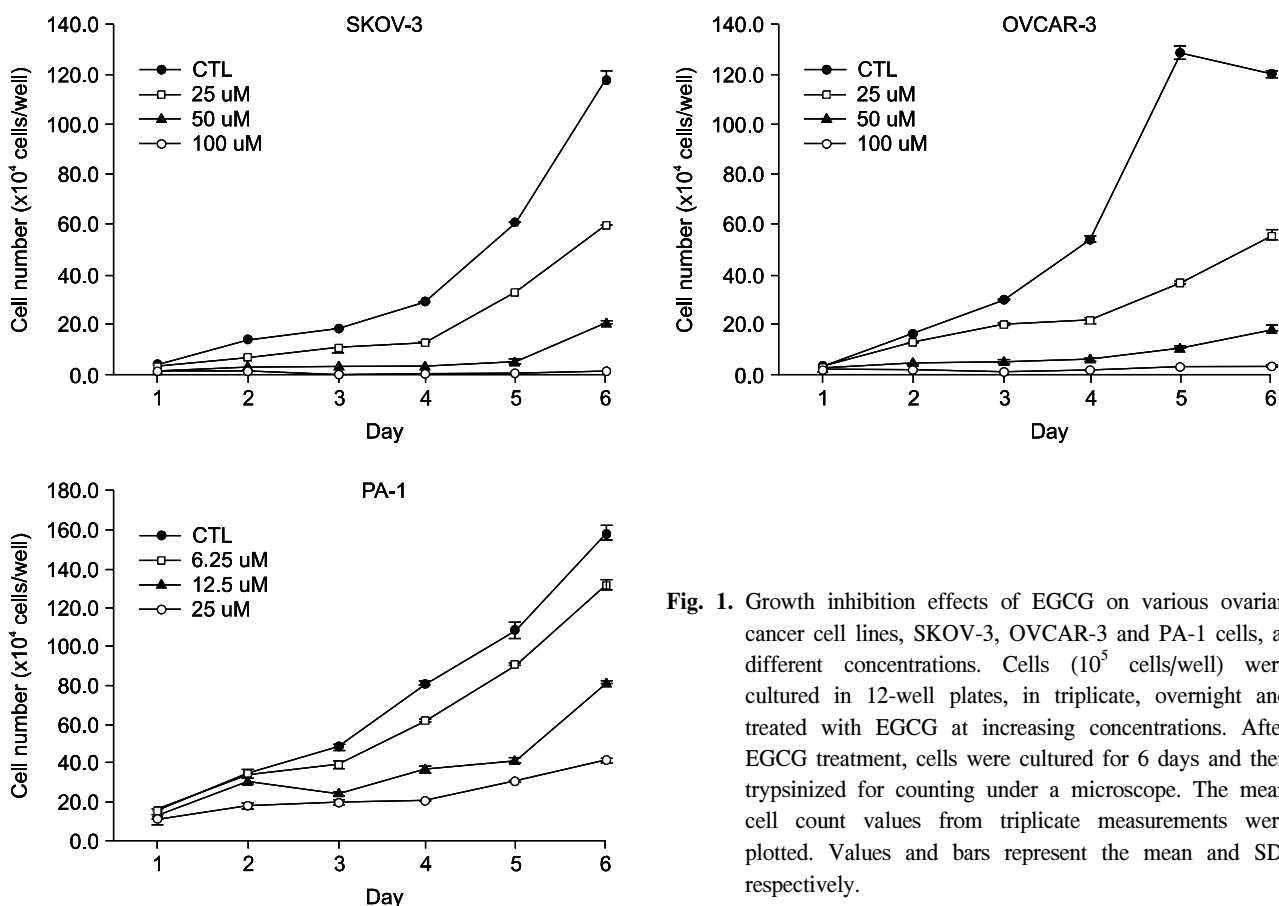 SKOV-3
140.0
120.0
100.0
80.0
60.0
40.0
20.0
0.0
Cell number (x10⁴ cells/well)
CTL
25 uM
50 uM
100 uM
1 2 3 4 5 6
Day
OVCAR-3
140.0
120.0
100.0
80.0
60.0
40.0
20.0
0.0
Cell number (x10⁴ cells/well)
CTL
25 uM
50 uM
100 uM
1 2 3 4 5 6
Day
PA-1
180.0
160.0
140.0
120.0
100.0
80.0
60.0
40.0
20.0
0.0
Cell number (x10⁴ cells/well)
CTL
6.25 uM
12.5 uM
25 uM
1 2 3 4 5 6
Day
Fig. 1. Growth inhibition effects of EGCG on various ovarian
cancer cell lines, SKOV-3, OVCAR-3 and PA-1 cells, a
different concentrations. Cells (10⁵ cells/well) wer
cultured in 12-well plates, in triplicate, overnight and
treated with EGCG at increasing concentrations. Afte
EGCG treatment, cells were cultured for 6 days and then
trypsinized for counting under a microscope. The mean
cell count values from triplicate measurements wer
plotted. Values and bars represent the mean and SD
respectively.